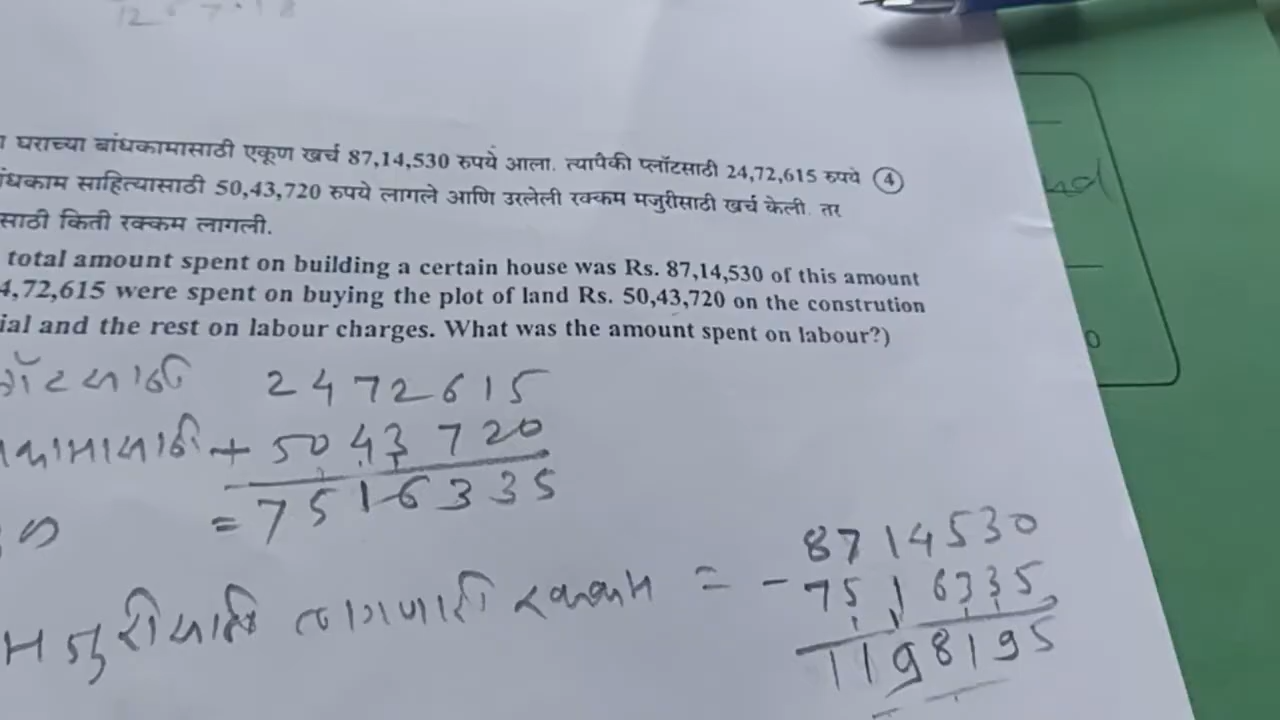 घराच्या बांधकामासाठी एकूण खर्च 87,14,530 रुपये आला. त्यापैकी प्लॉटसाठी 24,72,615 रुपये ④
बांधकाम साहित्यासाठी 50,43,720 रुपये लागले आणि उरलेली रक्कम मजुरीसाठी खर्च केली. तर
साठी किती रक्कम लागली.
total amount spent on building a certain house was Rs. 87,14,530 of this amount
4,72,615 were spent on buying the plot of land Rs. 50,43,720 on the constrution
ial and the rest on labour charges. What was the amount spent on labour?)
2472615
+ 5043720
= 7516335
8714530
मजुरीसाठी लागणारी रक्कम = - 7516335
1198195